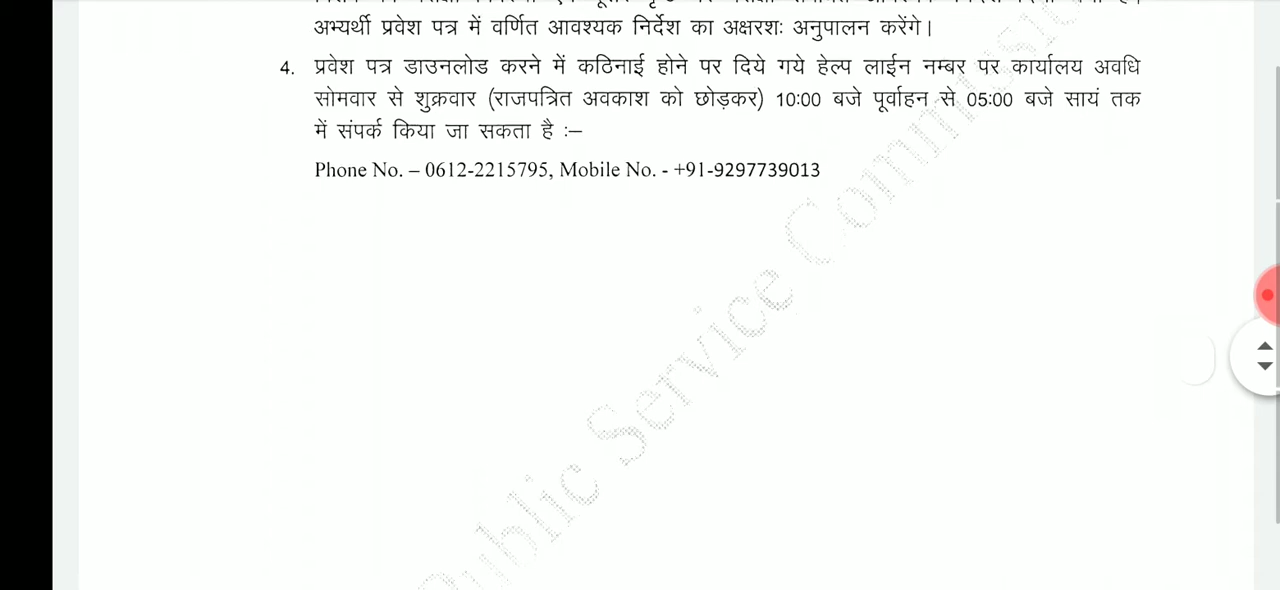 अभ्यर्थी प्रवेश पत्र में वर्णित आवश्यक निर्देश का अक्षरशः अनुपालन करेंगे।
4. प्रवेश पत्र डाउनलोड करने में कठिनाई होने पर दिये गये हेल्प लाईन नम्बर पर कार्यालय अवधि
सोमवार से शुक्रवार (राजपत्रित अवकाश को छोड़कर) 10:00 बजे पूर्वाहन से 05:00 बजे सायं तक
में संपर्क किया जा सकता है :–
Phone No. – 0612-2215795, Mobile No. - +91-9297739013
Public Service Commission